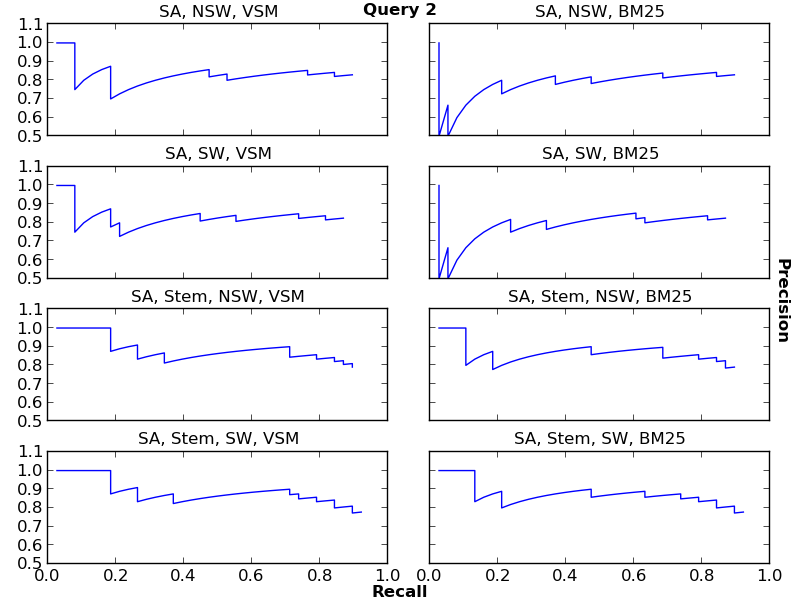 Query 2
SA, NSW, VSM
SA, NSW, BM25
1.1
1.0
0.9
0.8
0.7
0.6
0.5
SA, SW, VSM
SA, SW, BM25
1.1
1.0
0.9
0.8
0.7
0.6
0.5
Precision
SA, Stem, NSW, VSM
SA, Stem, NSW, BM25
1.1
1.0
0.9
0.8
0.7
0.6
0.5
SA, Stem, SW, VSM
SA, Stem, SW, BM25
1.1
1.0
0.9
0.8
0.7
0.6
0.5
0.0 0.2 0.4 0.6 0.8 1.0
0.0 0.2 0.4 0.6 0.8 1.0
Recall